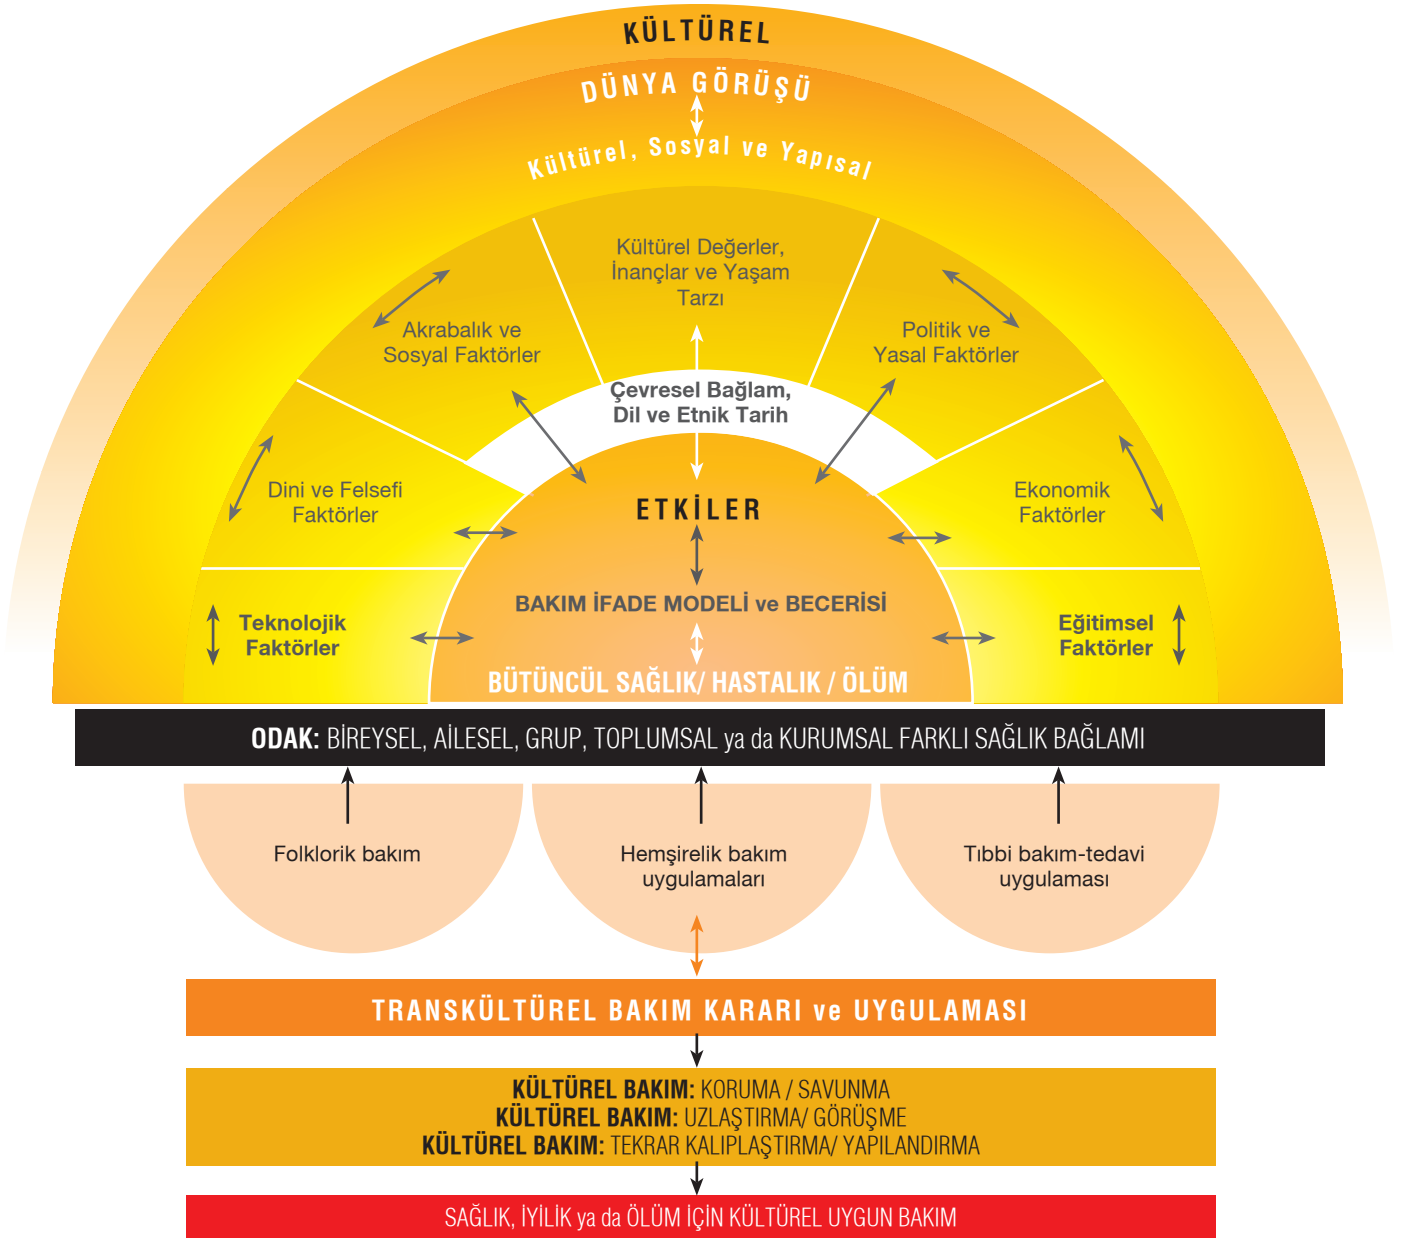 KÜLTÜREL
DÜNYA GÖRÜŞÜ
Kültürel, Sosyal ve Yapısal
Kültürel Değerler,
İnançlar ve Yaşam
Tarzı
Akrabalık ve
Sosyal Faktörler
Politik ve
Yasal Faktörler
Çevresel Bağlam,
Dil ve Etnik Tarih
Dini ve Felsefi
Faktörler
Ekonomik
Faktörler
ETKİLER
BAKIM İFADE MODELİ ve BECERİSİ
Teknolojik
Faktörler
Eğitimsel
Faktörler
BÜTÜNCÜL SAĞLIK/ HASTALIK / ÖLÜM
ODAK: BİREYSEL, AİLESEL, GRUP, TOPLUMSAL ya da KURUMSAL FARKLI SAĞLIK BAĞLAMI
Folklorik bakım
Hemşirelik bakım
uygulamaları
Tıbbi bakım-tedavi
uygulaması
TRANSKÜLTÜREL BAKIM KARARI ve UYGULAMASI
KÜLTÜREL BAKIM: KORUMA / SAVUNMA
KÜLTÜREL BAKIM: UZLAŞTIRMA/ GÖRÜŞME
KÜLTÜREL BAKIM: TEKRAR KALIPLAŞTIRMA/ YAPILANDIRMA
SAĞLIK, İYİLİK ya da ÖLÜM İÇİN KÜLTÜREL UYGUN BAKIM